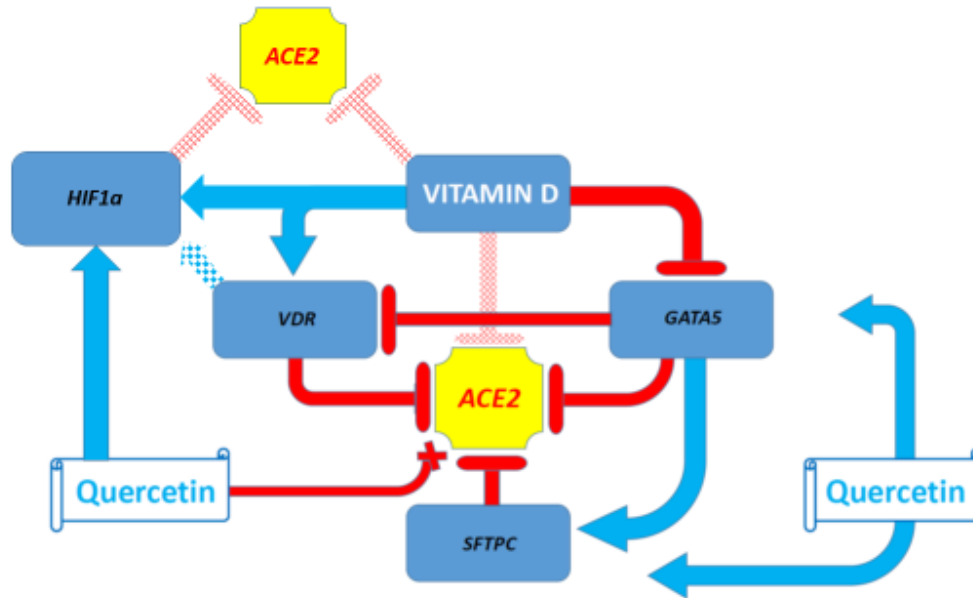 ACE2
HIF1a
VITAMIN D
VDR
GATA5
ACE2
Quercetin
Quercetin
SFTPC